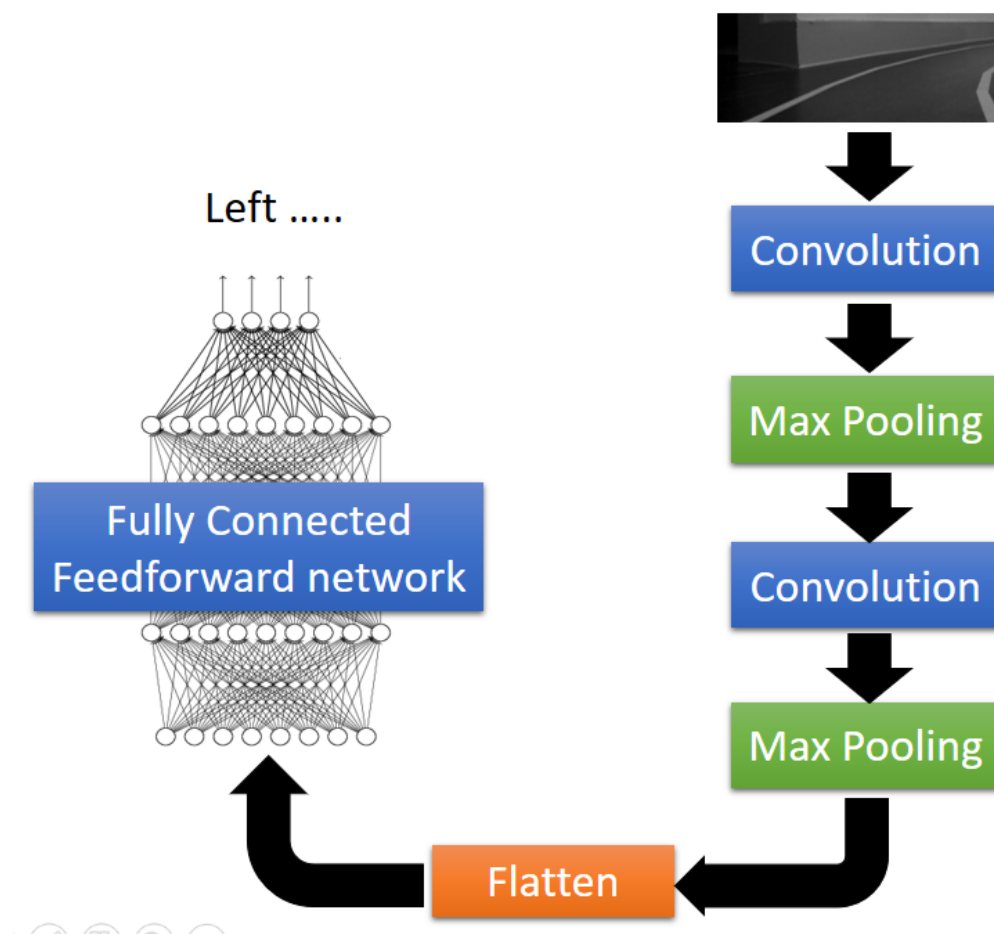 Left .....
Convolution
Max Pooling
Fully Connected
Feedforward network
Convolution
Max Pooling
Flatten